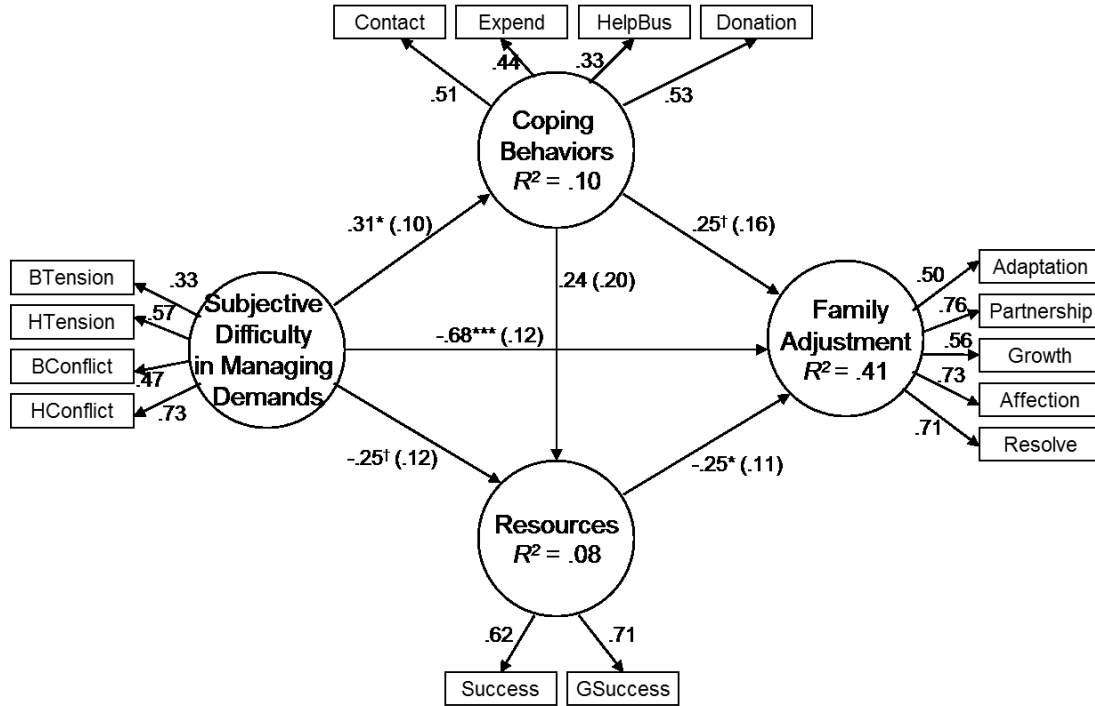 Contact
Expend
HelpBus
Donation
.51
.44
.33
.53
Coping
Behaviors
R² = .10
.31* (.10)
.25† (.16)
.24 (.20)
BTension
HTension
BConflict
HConflict
.33
.57
.47
.73
Subjective
Difficulty
in Managing
Demands
-.68*** (.12)
Family
Adjustment
R² = .41
.50
.76
.56
.73
.71
Adaptation
Partnership
Growth
Affection
Resolve
-.25† (.12)
-.25* (.11)
Resources
R² = .08
.62
.71
Success
GSuccess